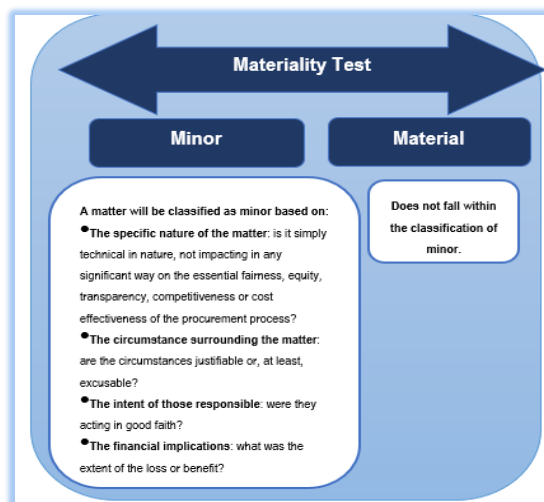 Materiality Test
Minor
Material
A matter will be classified as minor based on:
•The specific nature of the matter: is it simply
technical in nature, not impacting in any
significant way on the essential fairness, equity,
transparency, competitiveness or cost
effectiveness of the procurement process?
•The circumstance surrounding the matter:
are the circumstances justifiable or, at least,
excusable?
•The intent of those responsible: were they
acting in good faith?
•The financial implications: what was the
extent of the loss or benefit?
Does not fall within
the classification of
minor.